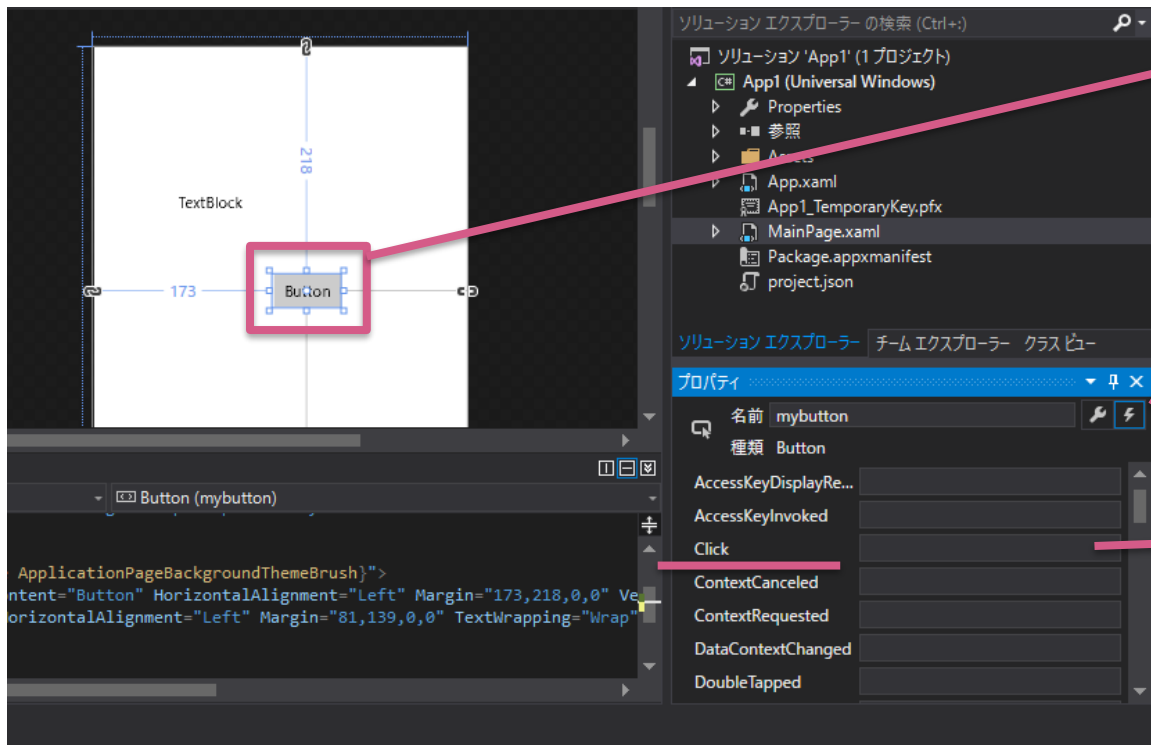 ソリューション エクスプローラー の検索 (Ctrl+:)
ソリューション 'App1' (1 プロジェクト)
App1 (Universal Windows)
Properties
参照
Assets
App.xaml
App1_TemporaryKey.pfx
MainPage.xaml
Package.appxmanifest
project.json
ソリューション エクスプローラー チーム エクスプローラー クラス ビュー
218
TextBlock
173
Button
プロパティ
名前 mybutton
種類 Button
AccessKeyDisplayRe...
AccessKeyInvoked
Click
ContextCanceled
ContextRequested
DataContextChanged
DoubleTapped
Button (mybutton)
ApplicationPageBackgroundThemeBrush}">
ntent="Button" HorizontalAlignment="Left" Margin="173,218,0,0" Ve
orizontalAlignment="Left" Margin="81,139,0,0" TextWrapping="Wrap"